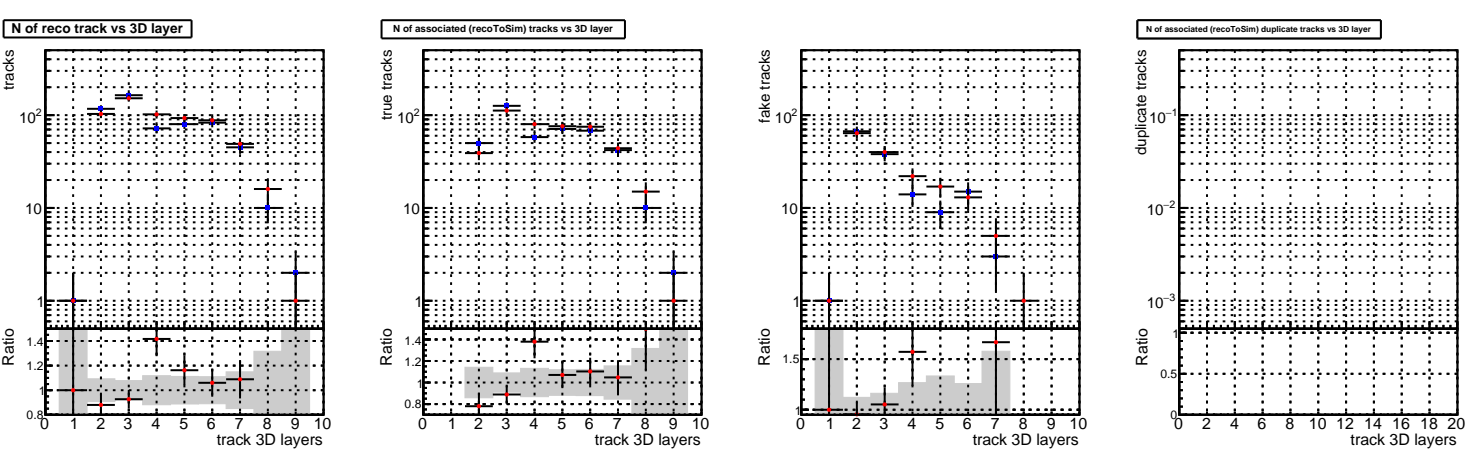 N of reco track vs 3D layer
tracks
10²
10
1
Ratio
1.4
1.2
1
0.8
0 1 2 3 4 5 6 7 8 9 10
track 3D layers
N of associated (recoToSim) tracks vs 3D layer
true tracks
10²
10
1
Ratio
1.4
1.2
1
0.8
0 1 2 3 4 5 6 7 8 9 10
track 3D layers
fake tracks
10²
10
1
Ratio
1.5
1
0 1 2 3 4 5 6 7 8 9 10
track 3D layers
N of associated (recoToSim) duplicate tracks vs 3D layer
duplicate tracks
10⁻¹
10⁻²
10⁻³
Ratio
1
0.5
0
0 2 4 6 8 10 12 14 16 18 20
track 3D layers